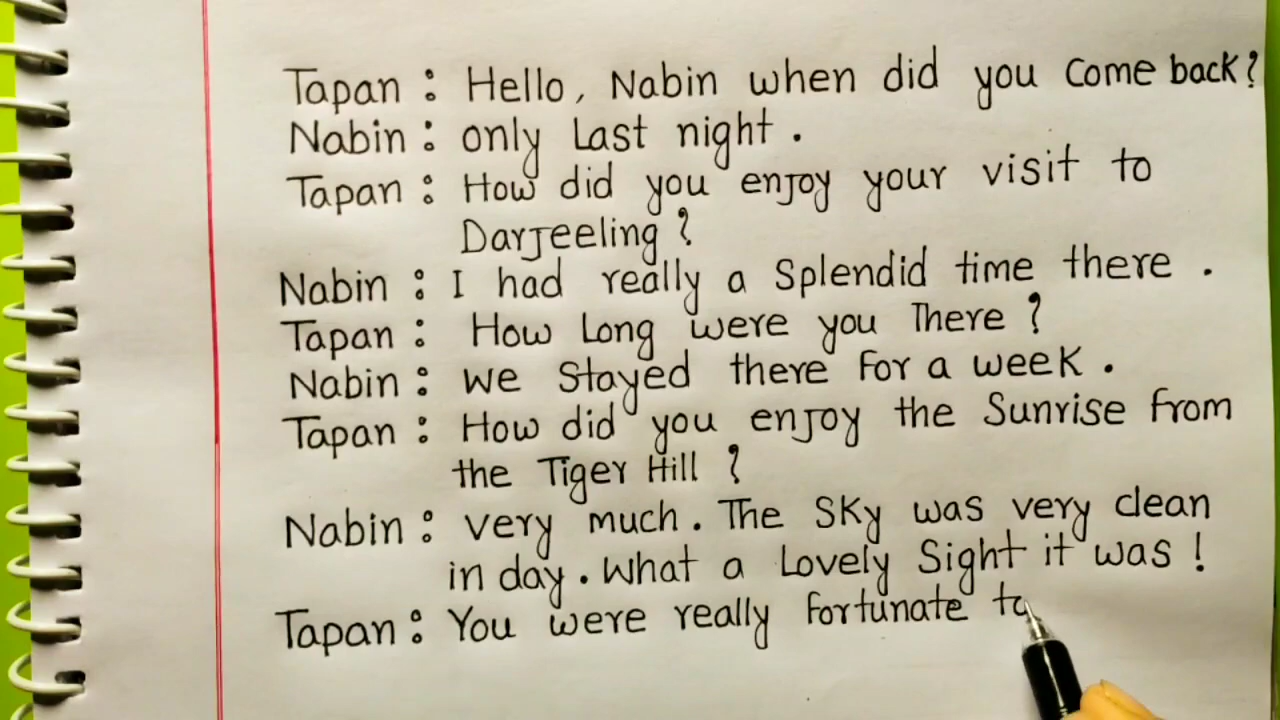 Tapan : Hello, Nabin when did you come back?
Nabin : only last night.
Tapan : How did you enjoy your visit to
Darjeeling ?
Nabin : I had really a Splendid time there .
Tapan : How Long were you There ?
Nabin : we Stayed there for a week .
Tapan : How did you enjoy the Sunrise from
the Tiger Hill ?
Nabin : very much. The Sky was very clean
in day. What a Lovely Sight it was !
Tapan : You were really fortunate to